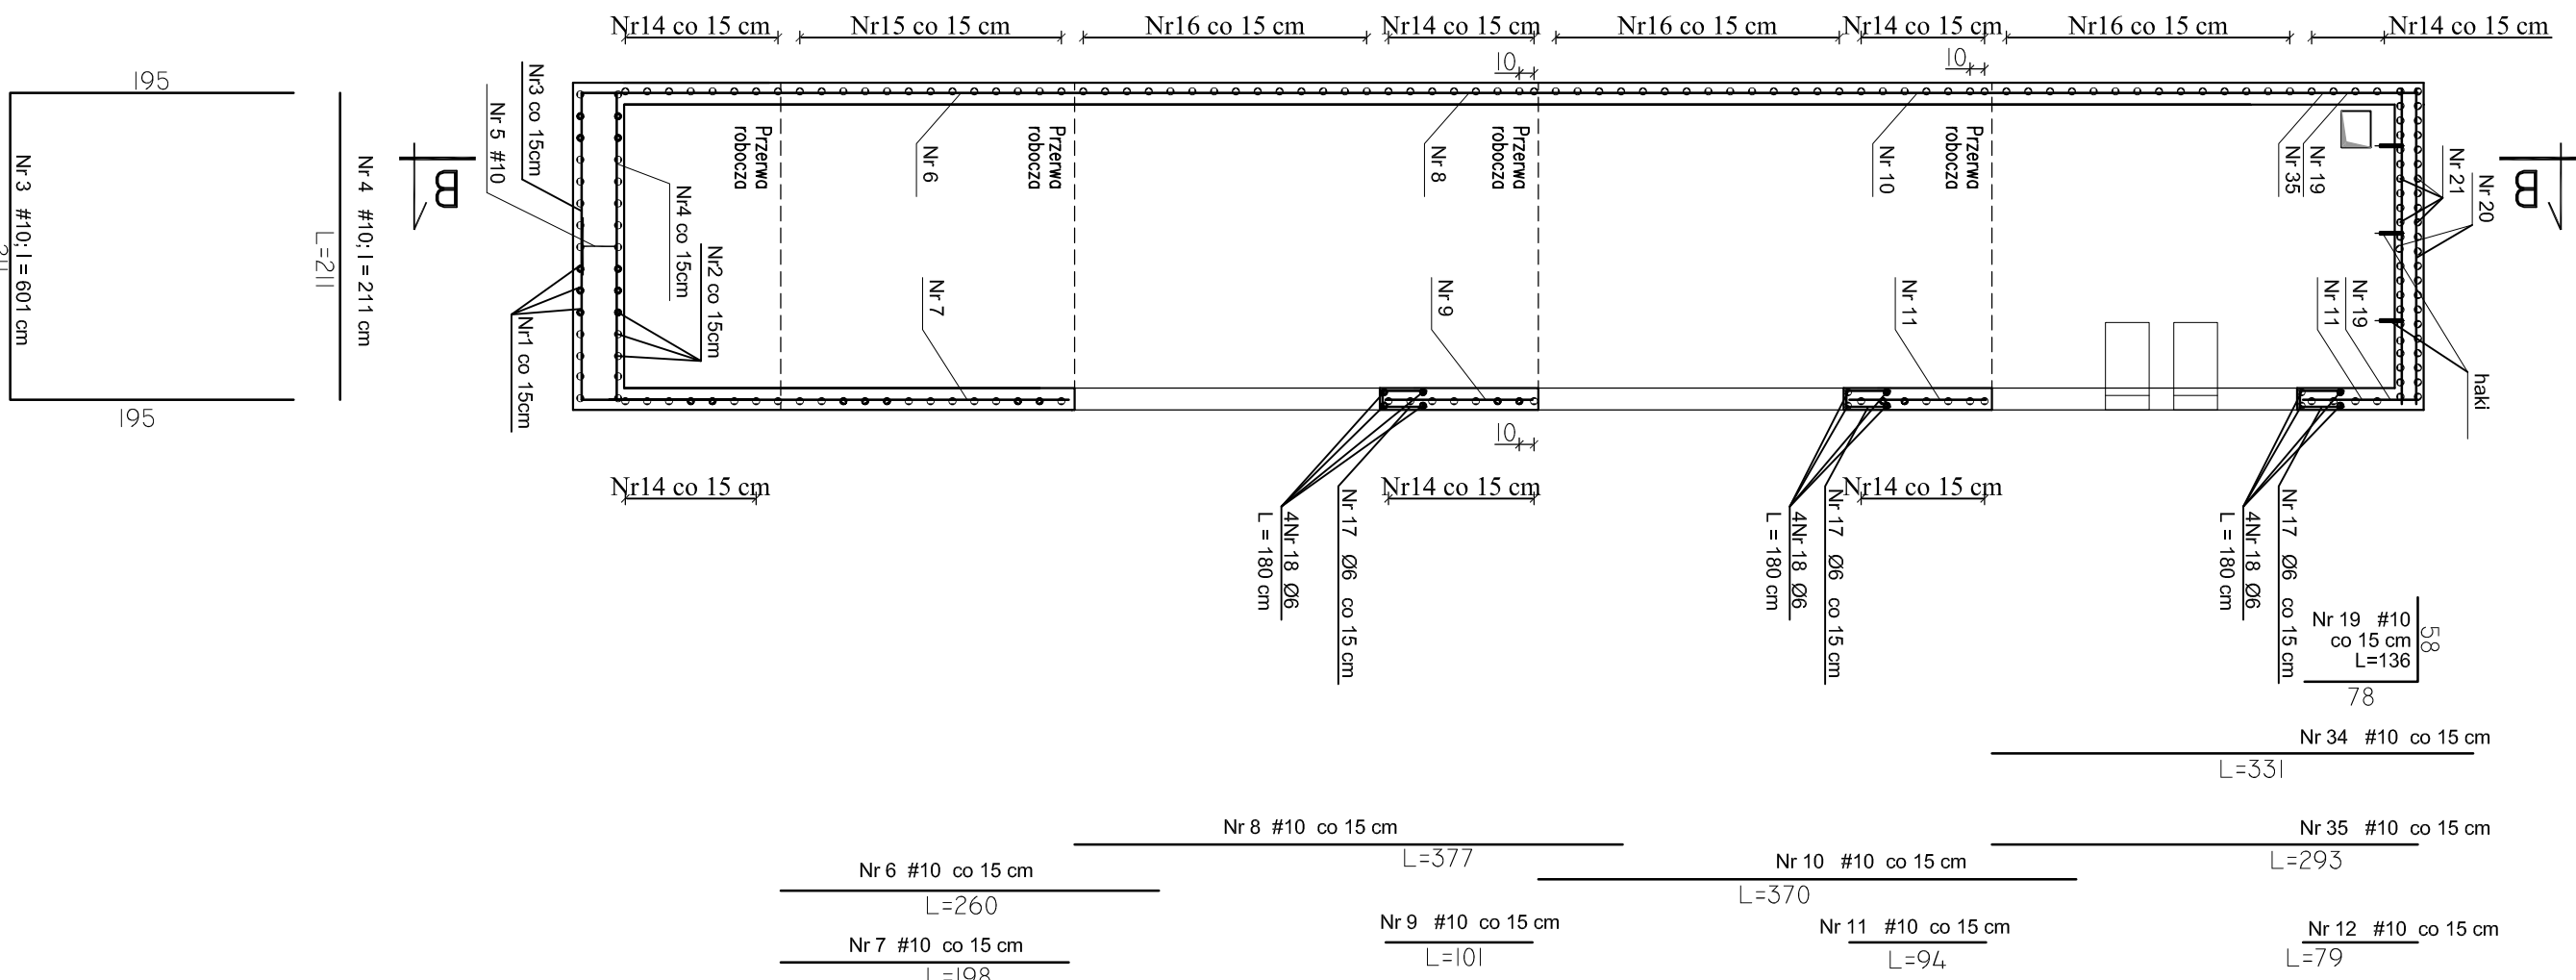 Nr14 co 15 cm
Nr15 co 15 cm
Nr16 co 15 cm
Nr14 co 15 cm
Nr16 co 15 cm
Nr14 co 15 cm
Nr16 co 15 cm
Nr14 co 15 cm
10
10
195
Nr 3 #10; l = 601 cm
195
Nr 4 #10; l = 211 cm
L=211
B
Nr3 co 15cm
Nr 5 #10
Nr4 co 15cm
Nr2 co 15cm
Nr1 co 15cm
Przerwa
robocza
Nr 6
Nr 7
Przerwa
robocza
Nr 8
Nr 9
Przerwa
robocza
Nr 10
Nr 11
Przerwa
robocza
Nr 19
Nr 35
Nr 21
Nr 20
B
Nr 19
Nr 11
haki
10
Nr14 co 15 cm
Nr14 co 15 cm
Nr14 co 15 cm
Nr 17 Ø6 co 15 cm
4Nr 18 Ø6
L = 180 cm
Nr 17 Ø6 co 15 cm
4Nr 18 Ø6
L = 180 cm
Nr 17 Ø6 co 15 cm
4Nr 18 Ø6
L = 180 cm
Nr 19 #10
co 15 cm
L=136
58
78
Nr 34 #10 co 15 cm
L=331
Nr 8 #10 co 15 cm
L=377
Nr 35 #10 co 15 cm
L=293
Nr 6 #10 co 15 cm
L=260
Nr 10 #10 co 15 cm
L=370
Nr 7 #10 co 15 cm
L=198
Nr 9 #10 co 15 cm
L=101
Nr 11 #10 co 15 cm
L=94
Nr 12 #10 co 15 cm
L=79